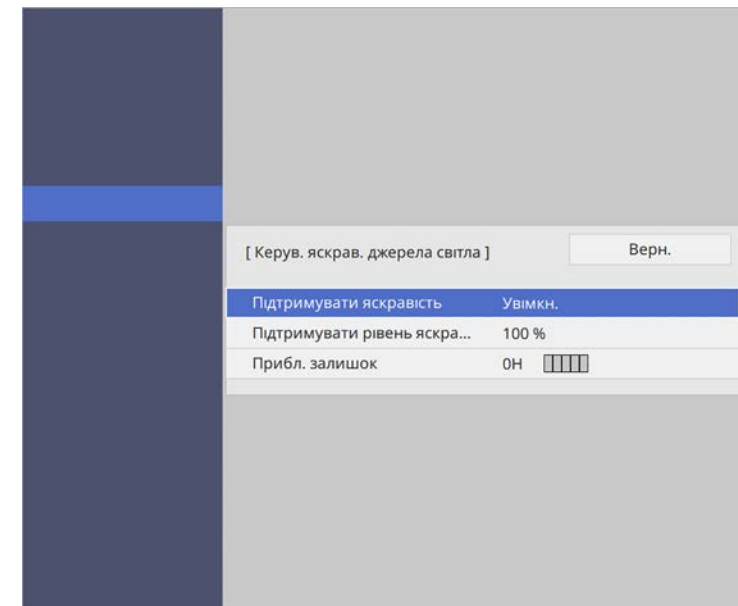 [ Керув. яскрав. джерела світла ] Верн.
Підтримувати яскравість Увімкн.
Підтримувати рівень яскра... 100 %
Прибл. залишок 0H